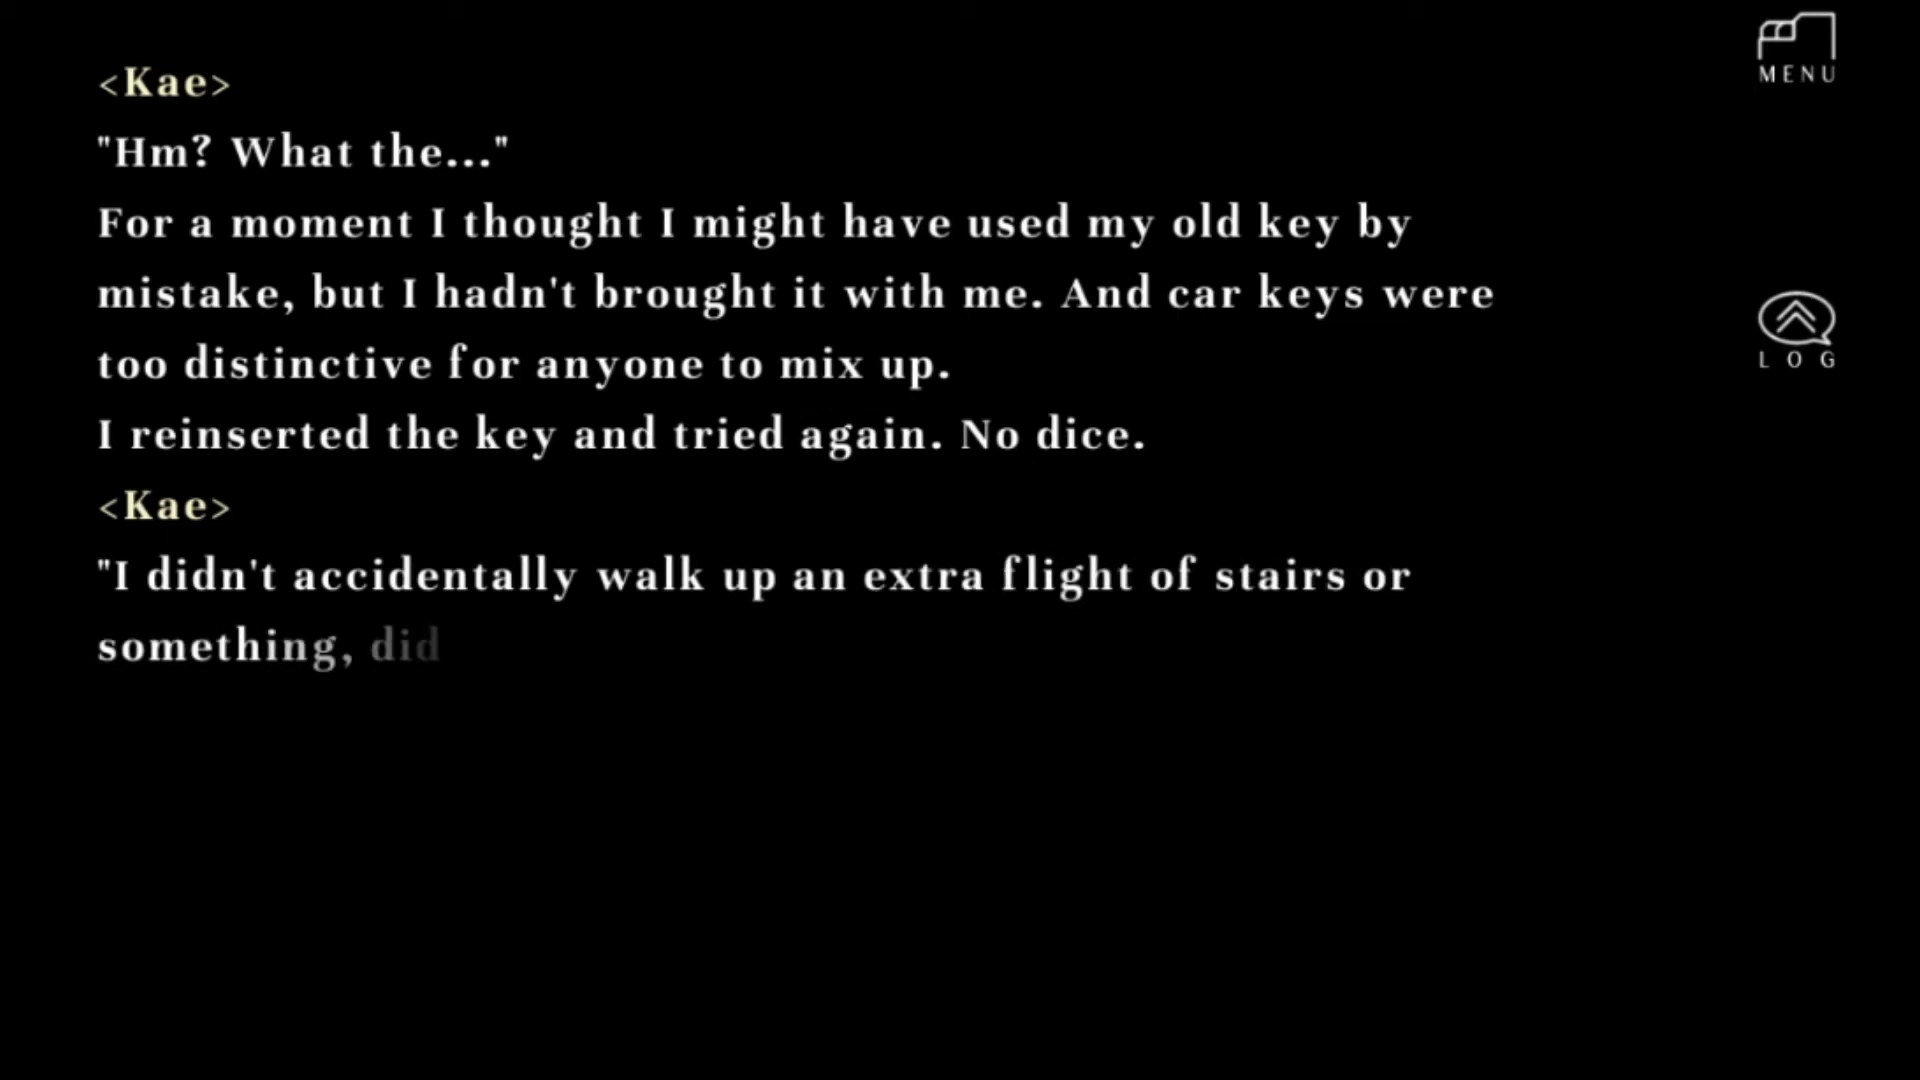 <Kae>
"Hm? What the..."
For a moment I thought I might have used my old key by
mistake, but I hadn't brought it with me. And car keys were
too distinctive for anyone to mix up.
I reinserted the key and tried again. No dice.
<Kae>
"I didn't accidentally walk up an extra flight of stairs or
something, did
MENU
LOG